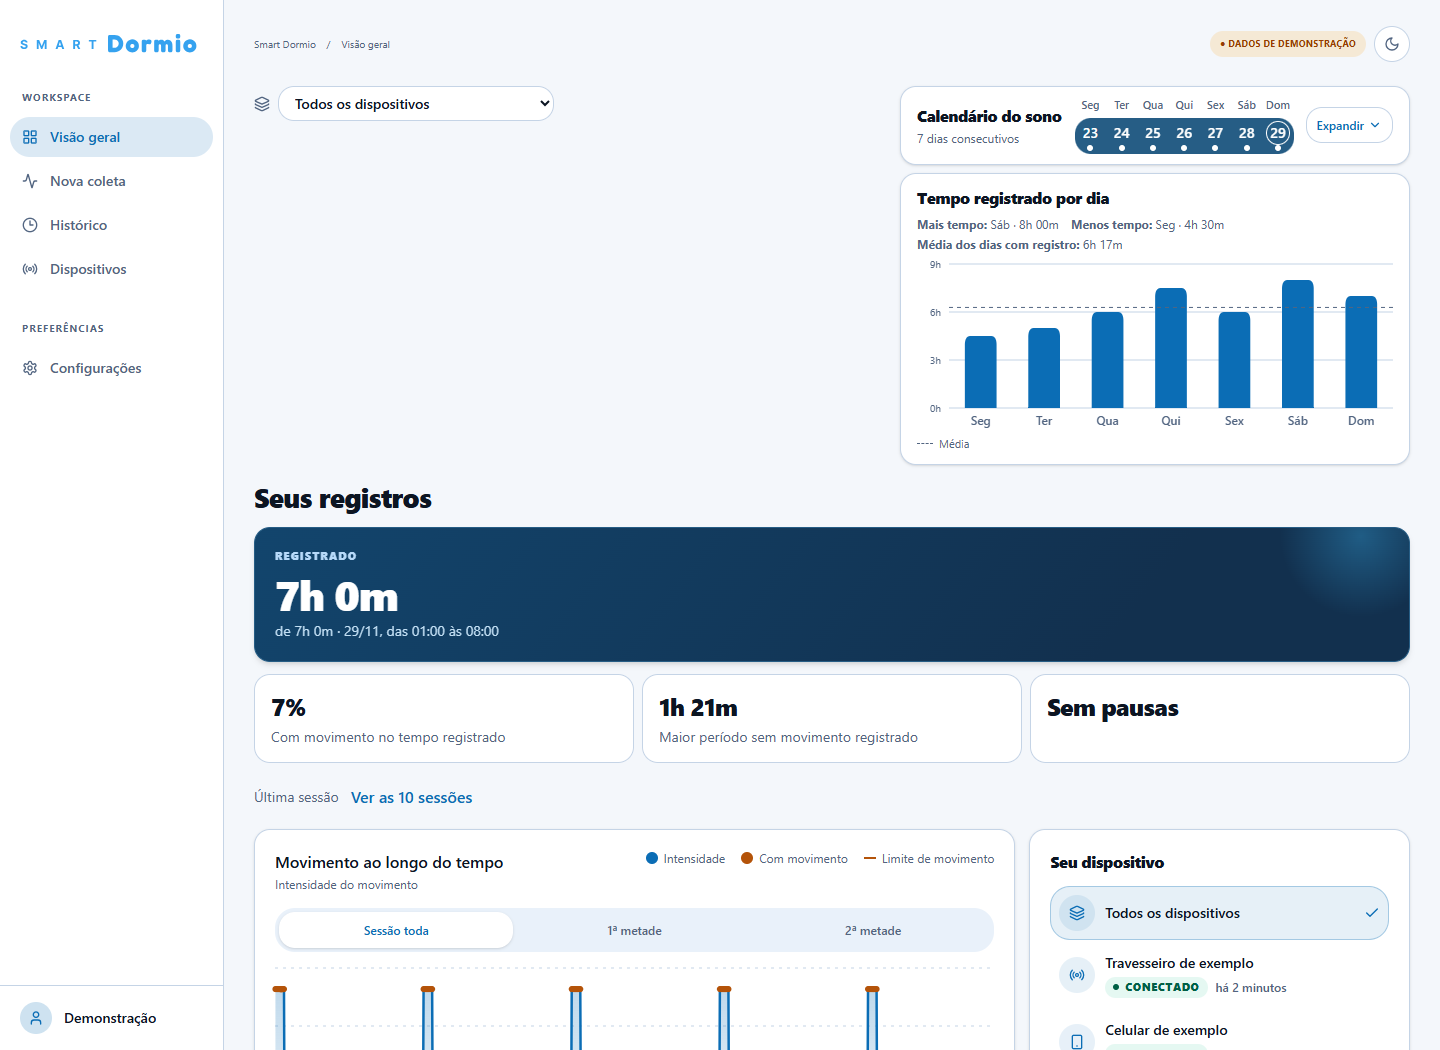 SMART Dormio
WORKSPACE
Visão geral
Nova coleta
Histórico
Dispositivos
PREFERÊNCIAS
Configurações
Demonstração
Smart Dormio / Visão geral
• DADOS DE DEMONSTRAÇÃO
Todos os dispositivos
Calendário do sono
7 dias consecutivos
Seg Ter Qua Qui Sex Sáb Dom
23 24 25 26 27 28 29
Expandir
Tempo registrado por dia
Mais tempo: Sáb · 8h 00m Menos tempo: Seg · 4h 30m
Média dos dias com registro: 6h 17m
9h
6h
3h
0h
Seg Ter Qua Qui Sex Sáb Dom
Média
Seus registros
REGISTRADO
7h 0m
de 7h 0m · 29/11, das 01:00 às 08:00
7%
Com movimento no tempo registrado
1h 21m
Maior período sem movimento registrado
Sem pausas
Última sessão Ver as 10 sessões
Movimento ao longo do tempo
Intensidade do movimento
Intensidade Com movimento Limite de movimento
Sessão toda 1ª metade 2ª metade
Seu dispositivo
Todos os dispositivos
Travesseiro de exemplo
• CONECTADO há 2 minutos
Celular de exemplo